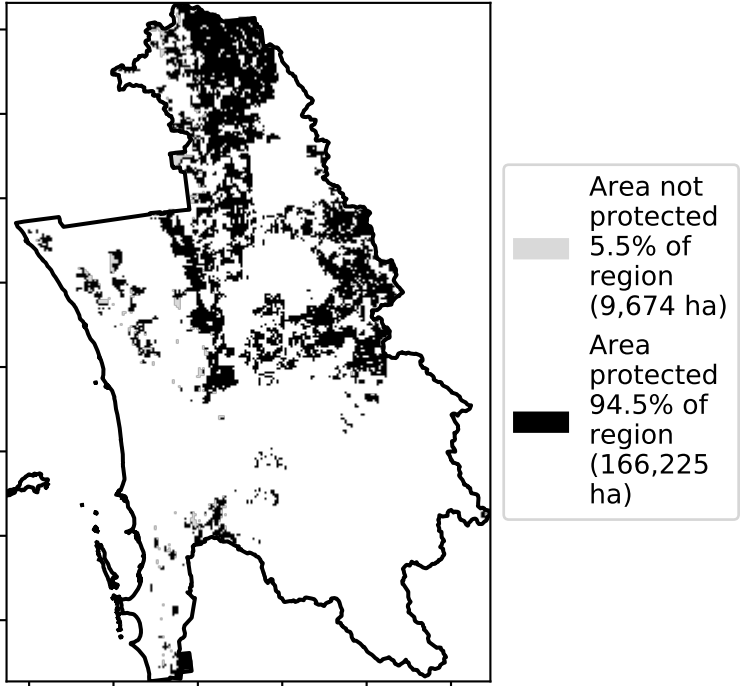 Area not
protected
5.5% of
region
(9,674 ha)
Area
protected
94.5% of
region
(166,225
ha)